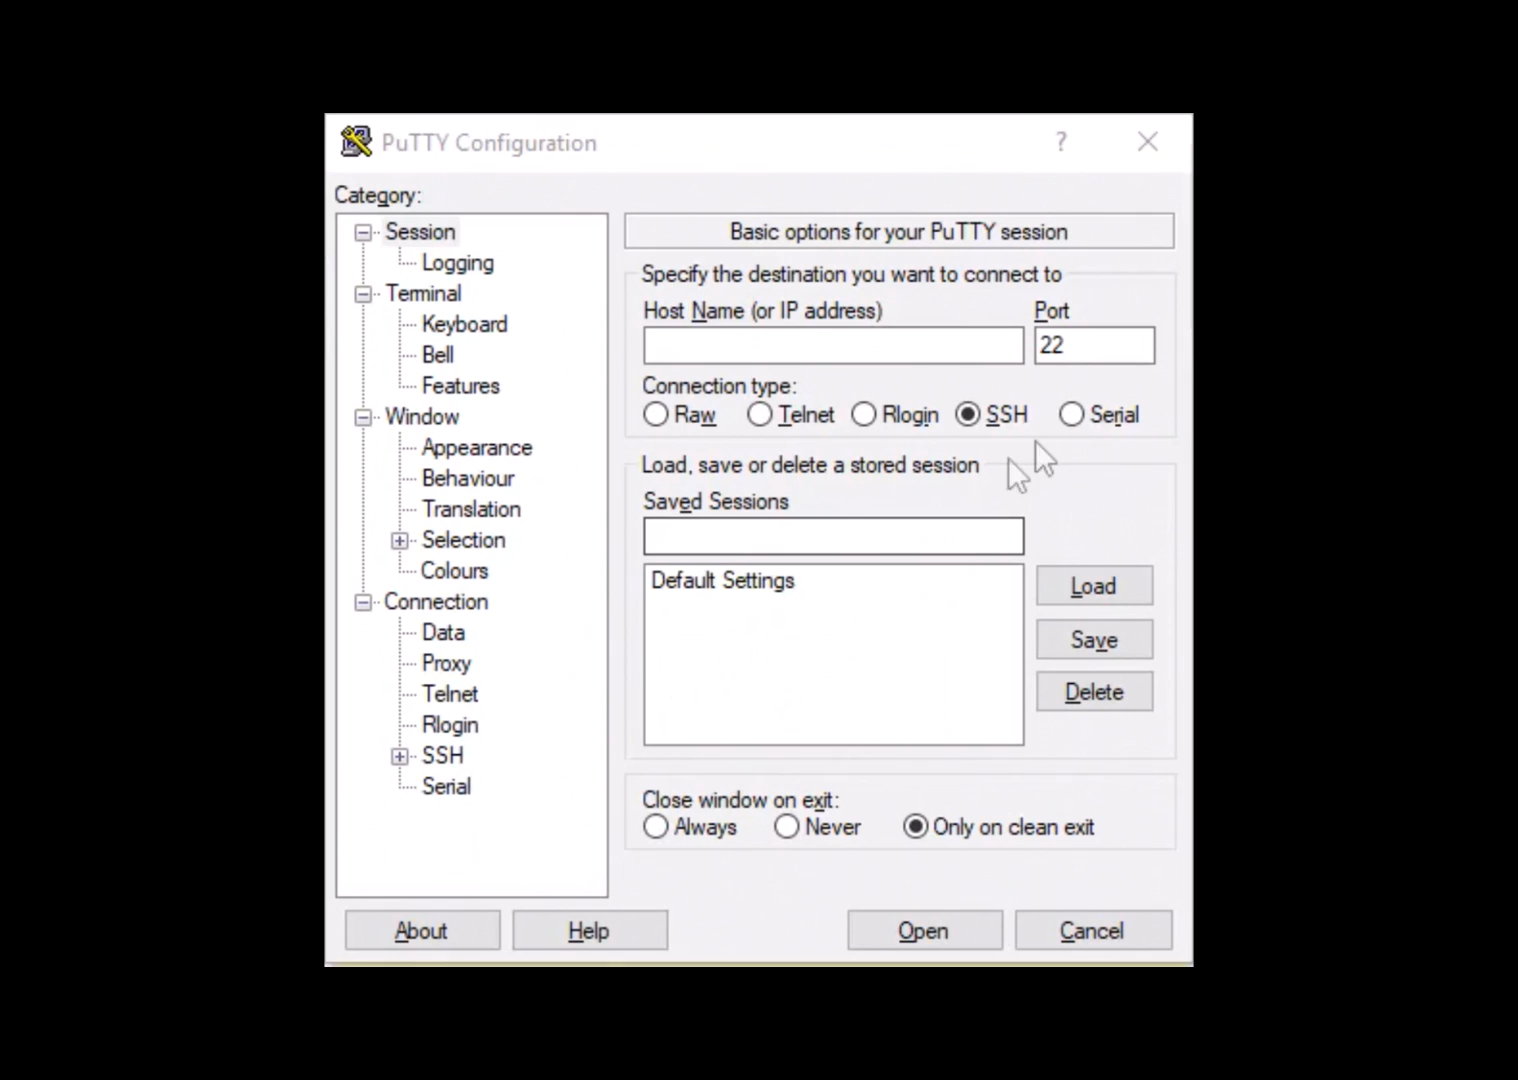 PuTTY Configuration
?
Category:
Session
Logging
Terminal
Keyboard
Bell
Features
Window
Appearance
Behaviour
Translation
Selection
Colours
Connection
Data
Proxy
Telnet
Rlogin
SSH
Serial
Basic options for your PuTTY session
Specify the destination you want to connect to
Host Name (or IP address) Port
22
Connection type:
Raw Telnet Rlogin SSH Serial
Load, save or delete a stored session
Saved Sessions
Default Settings
Load
Save
Delete
Close window on exit:
Always Never Only on clean exit
About Help Open Cancel